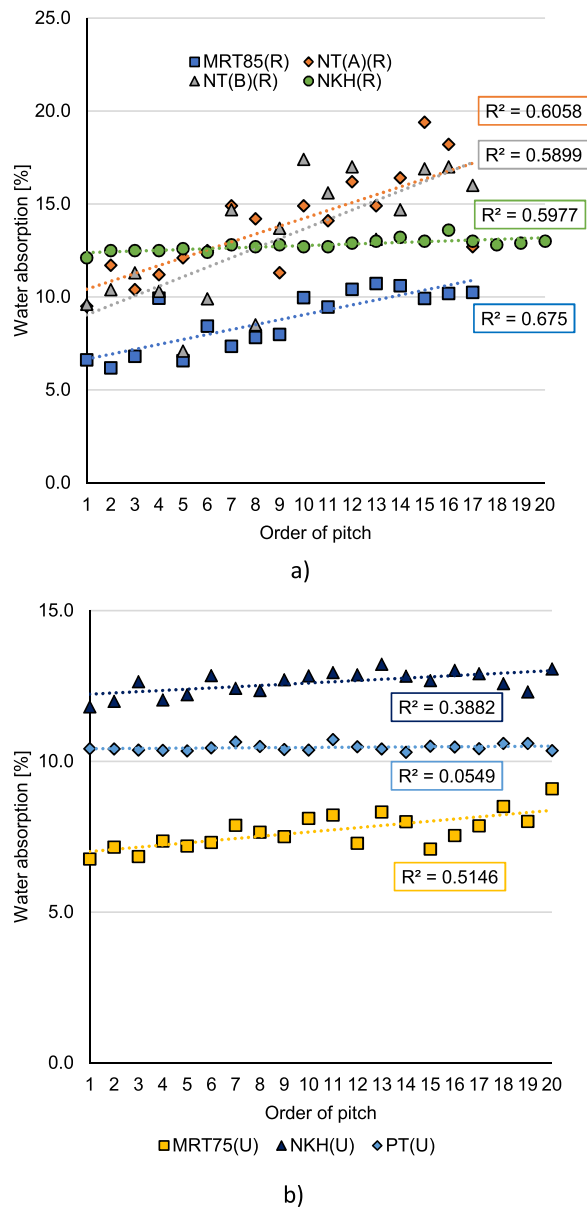 25.0
MRT85(R) NT(A)(R)
NT(B)(R) NKH(R)
20.0
R² = 0.6058
R² = 0.5899
15.0
R² = 0.5977
10.0
R² = 0.675
5.0
0.0
Water absorption [%]
1 2 3 4 5 6 7 8 9 10 11 12 13 14 15 16 17 18 19 20
Order of pitch
a)
15.0
R² = 0.3882
10.0
R² = 0.0549
R² = 0.5146
5.0
0.0
Water absorption [%]
1 2 3 4 5 6 7 8 9 10 11 12 13 14 15 16 17 18 19 20
Order of pitch
MRT75(U) NKH(U) PT(U)
b)